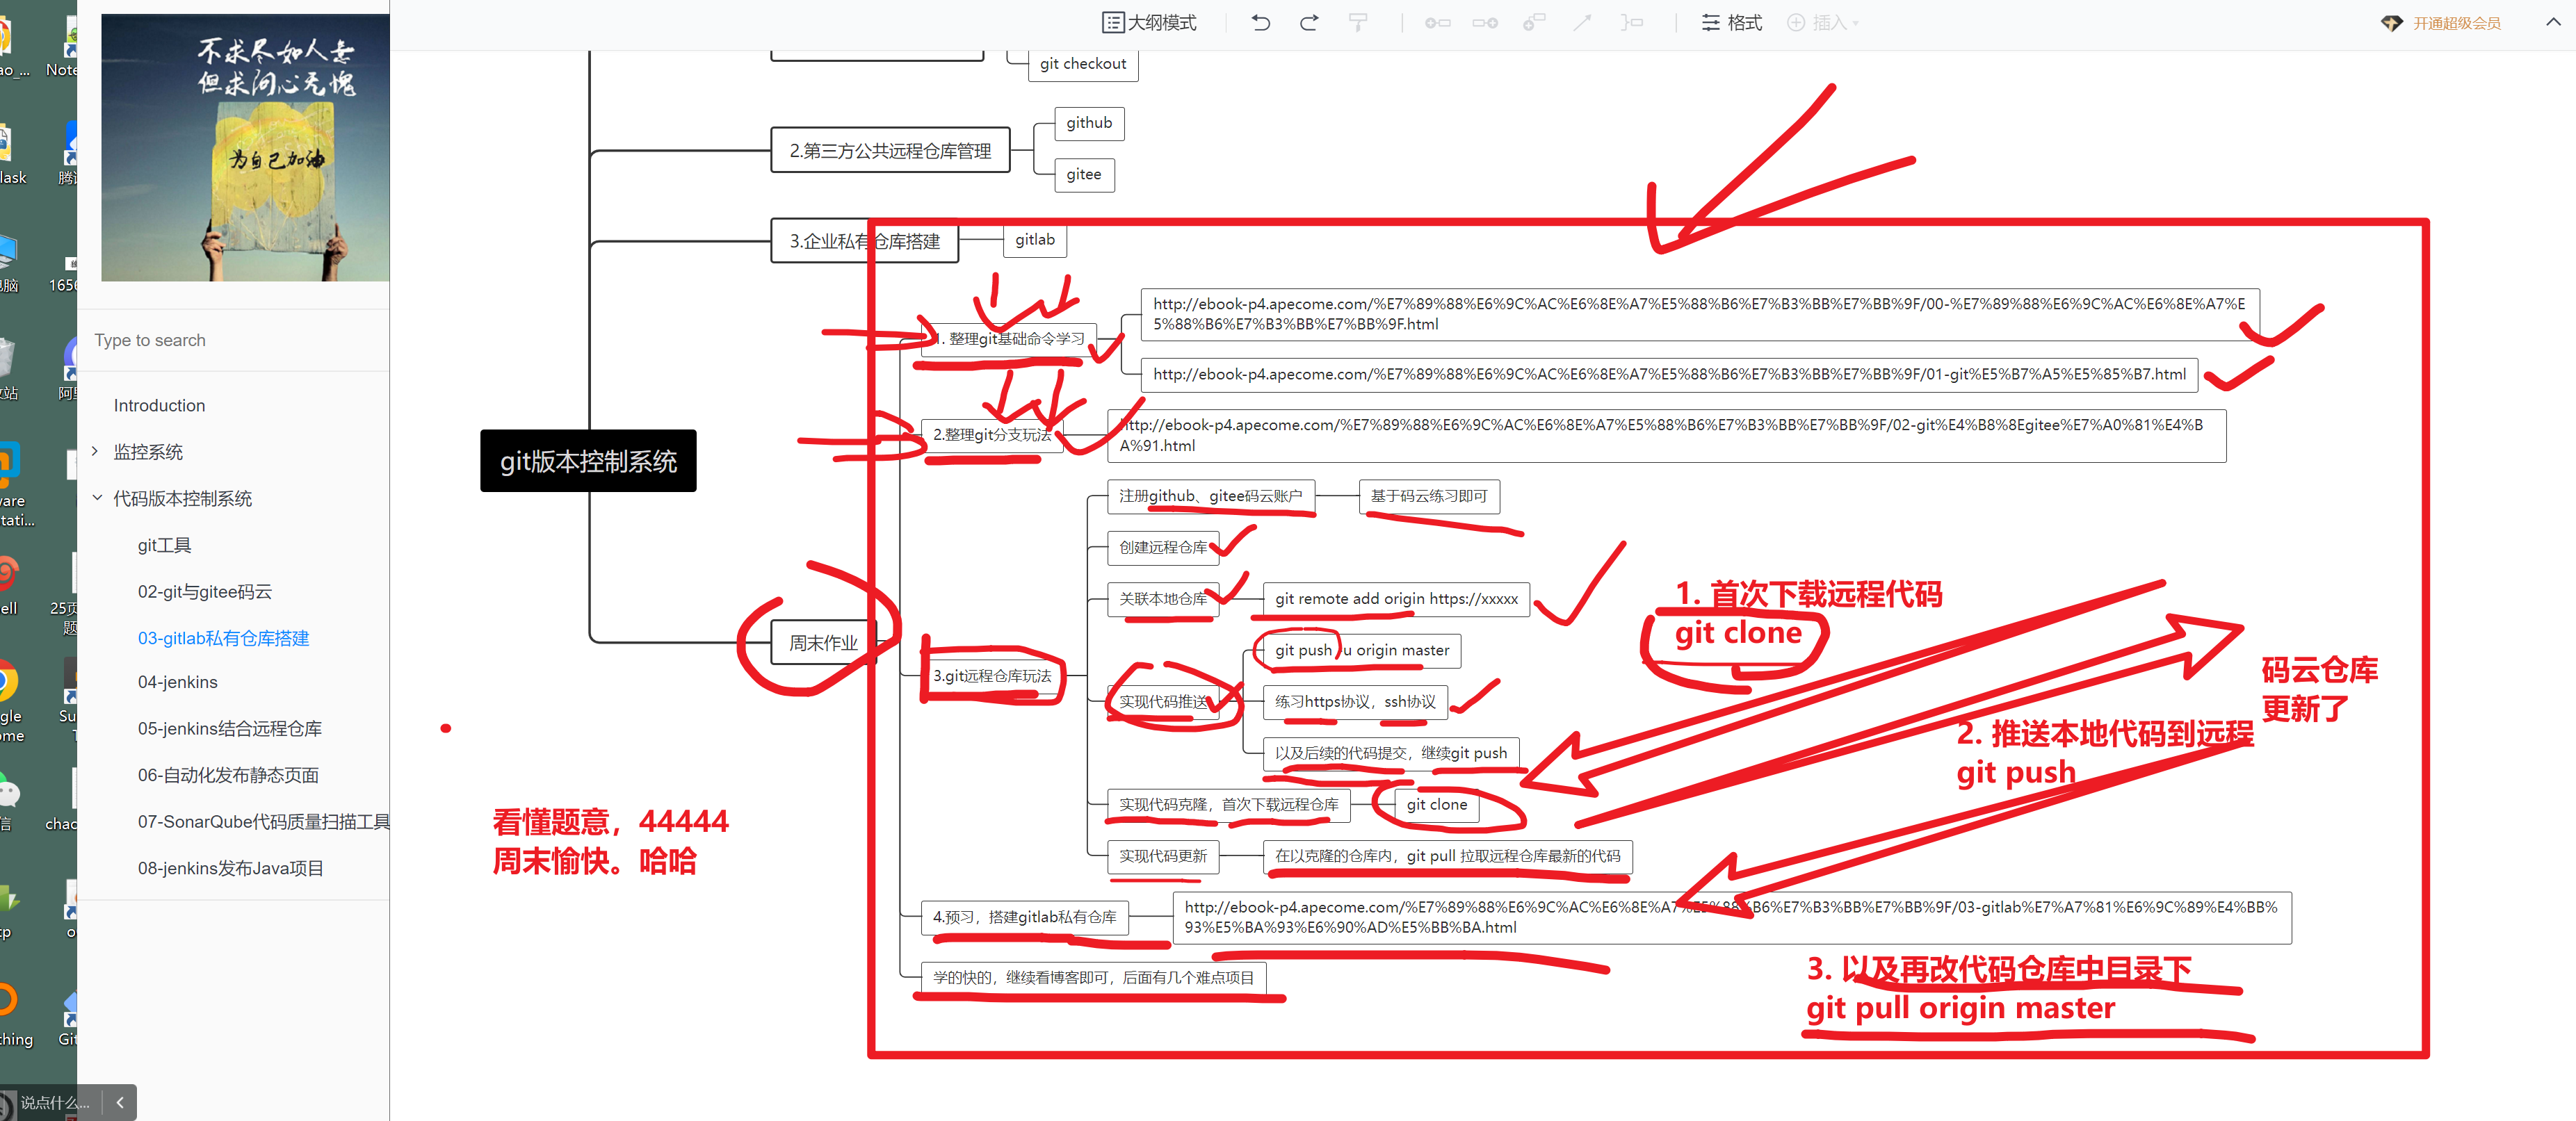 大纲模式
格式
插入
开通超级会员
不求尽如人意
但求问心无愧
为自己加油
Type to search
Introduction
监控系统
代码版本控制系统
git工具
02-git与gitee码云
03-gitlab私有仓库搭建
04-jenkins
05-jenkins结合远程仓库
06-自动化发布静态页面
07-SonarQube代码质量扫描工具
08-jenkins发布Java项目
说点什么...
git版本控制系统
git checkout
2.第三方公共远程仓库管理
github
gitee
3.企业私有仓库搭建
gitlab
周末作业
1. 整理git基础命令学习
http://ebook-p4.apecome.com/%E7%89%88%E6%9C%AC%E6%8E%A7%E5%88%B6%E7%B3%BB%E7%BB%9F/00-%E7%89%88%E6%9C%AC%E6%8E%A7%E
5%88%B6%E7%B3%BB%E7%BB%9F.html
http://ebook-p4.apecome.com/%E7%89%88%E6%9C%AC%E6%8E%A7%E5%88%B6%E7%B3%BB%E7%BB%9F/01-git%E5%B7%A5%E5%85%B7.html
2.整理git分支玩法
http://ebook-p4.apecome.com/%E7%89%88%E6%9C%AC%E6%8E%A7%E5%88%B6%E7%B3%BB%E7%BB%9F/02-git%E4%B8%8Egitee%E7%A0%81%E4%B
A%91.html
3.git远程仓库玩法
注册github、gitee码云账户
基于码云练习即可
创建远程仓库
关联本地仓库
git remote add origin https://xxxxx
实现代码推送
git push -u origin master
练习https协议，ssh协议
以及后续的代码提交，继续git push
实现代码克隆，首次下载远程仓库
git clone
实现代码更新
在以克隆的仓库内，git pull 拉取远程仓库最新的代码
4.预习，搭建gitlab私有仓库
http://ebook-p4.apecome.com/%E7%89%88%E6%9C%AC%E6%8E%A7%E5%88%B6%E7%B3%BB%E7%BB%9F/03-gitlab%E7%A7%81%E6%9C%89%E4%BB%
93%E5%BA%93%E6%90%AD%E5%BB%BA.html
学的快的，继续看博客即可，后面有几个难点项目
1. 首次下载远程代码
git clone
码云仓库
更新了
2. 推送本地代码到远程
git push
3. 以及再改代码仓库中目录下
git pull origin master
看懂题意，44444
周末愉快。哈哈